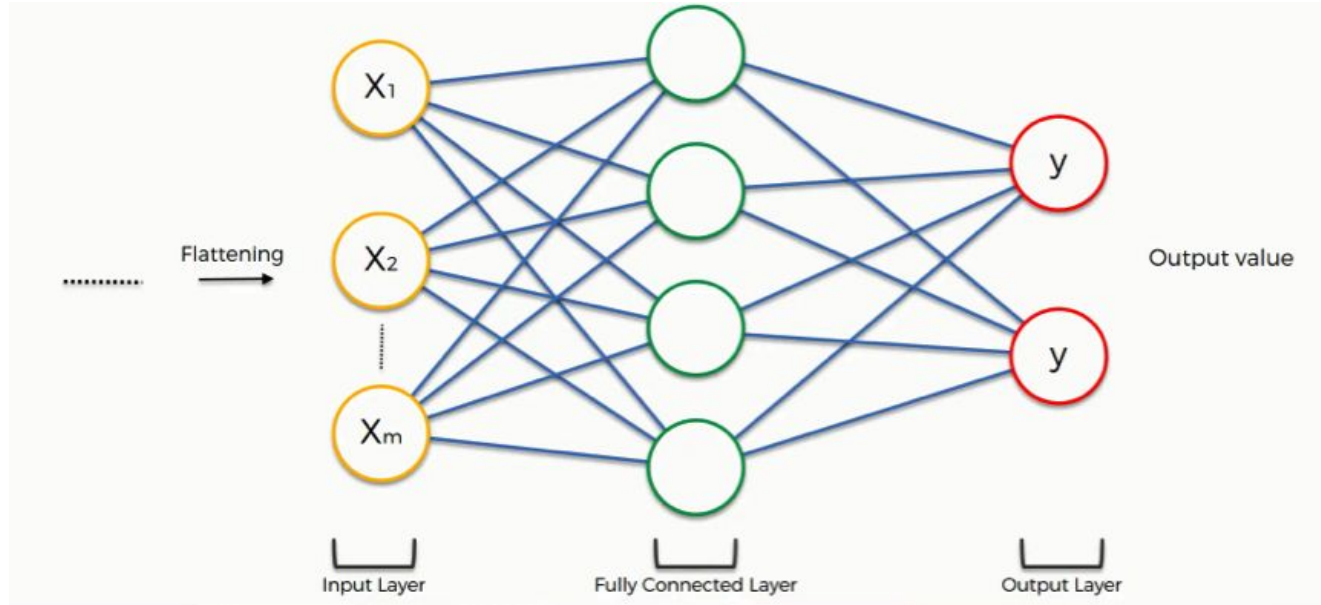 X₁
Flattening
X₂
Xₘ
y
y
Output value
Input Layer
Fully Connected Layer
Output Layer